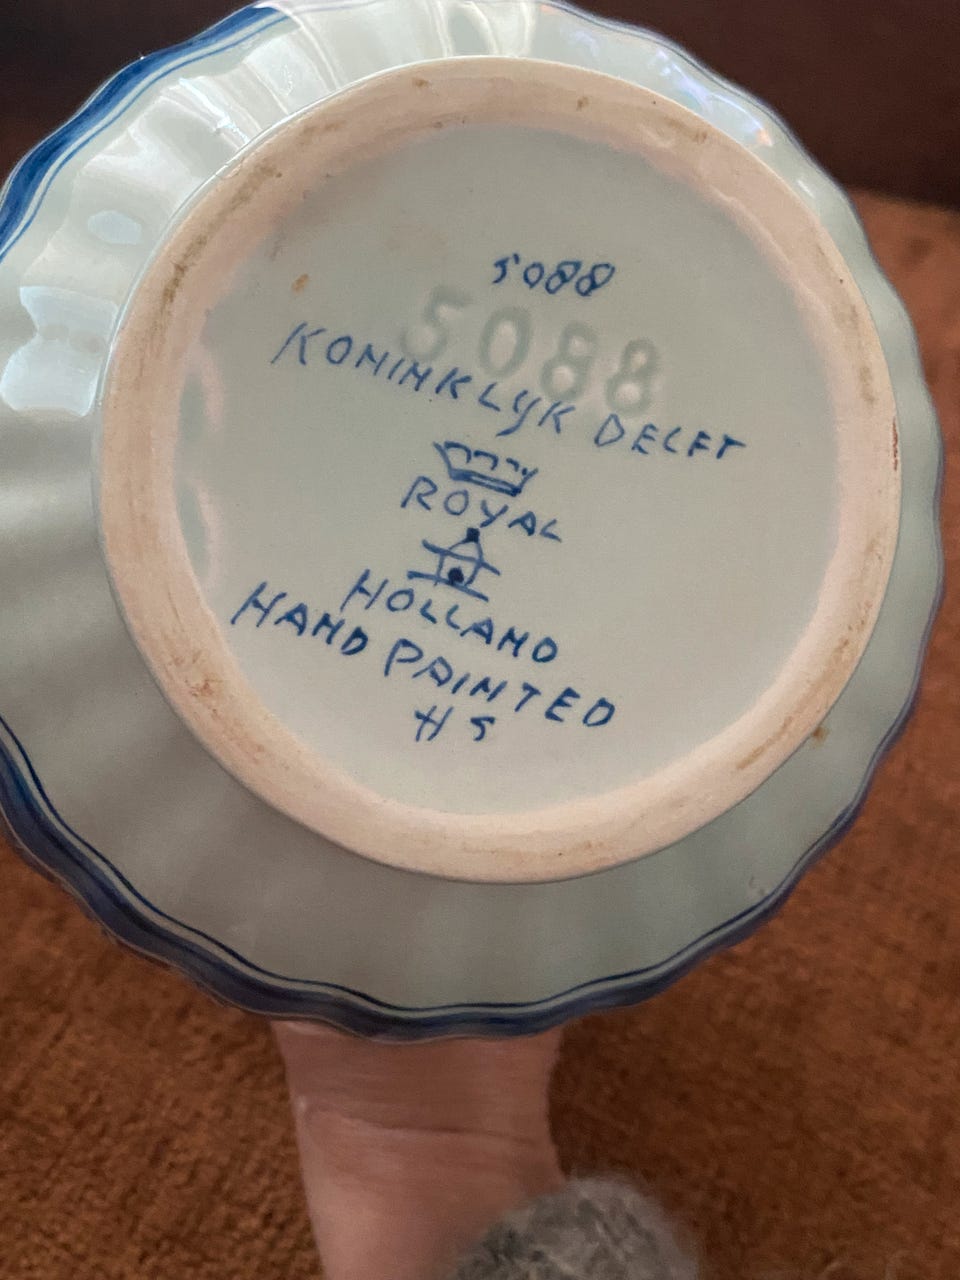 5088
5088
KONINKLYK DELFT
ROYAL
HOLLAND
HAND PAINTED
HS